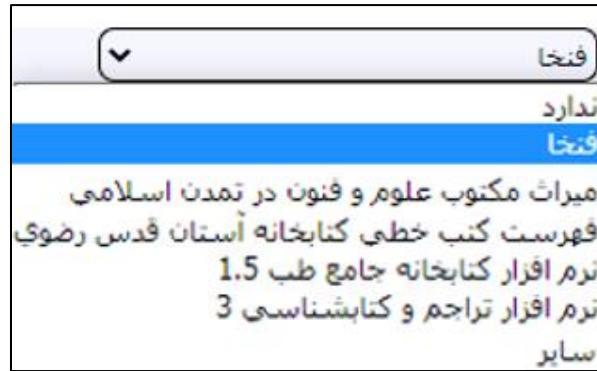 فنخا
ندارد
فنخا
میراث مکتوب علوم و فنون در تمدن اسلامی
فهرست کتب خطی کتابخانه آستان قدس رضوي
نرم افزار کتابخانه جامع طب 1.5
نرم افزار تراجم و کتابشناسی 3
سایر